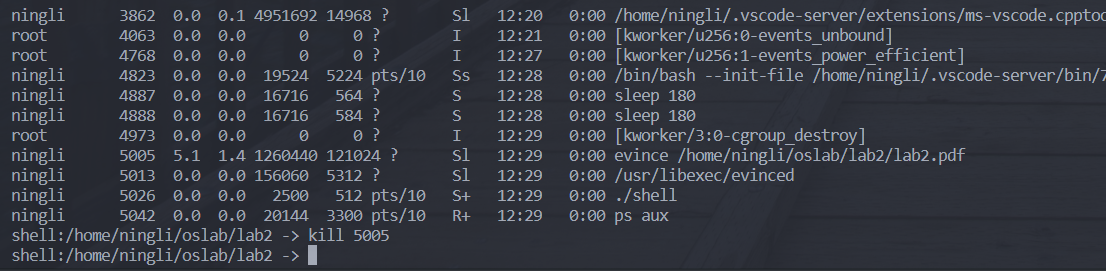 ningli 3862 0.0 0.1 4951692 14968 ? Sl 12:20 0:00 /home/ningli/.vscode-server/extensions/ms-vscode.cpptoo
root 4063 0.0 0.0 0 0 ? I 12:21 0:00 [kworker/u256:0-events_unbound]
root 4768 0.0 0.0 0 0 ? I 12:27 0:00 [kworker/u256:1-events_power_efficient]
ningli 4823 0.0 0.0 19524 5224 pts/10 Ss 12:28 0:00 /bin/bash --init-file /home/ningli/.vscode-server/bin/7
ningli 4887 0.0 0.0 16716 564 ? S 12:28 0:00 sleep 180
ningli 4888 0.0 0.0 16716 584 ? S 12:28 0:00 sleep 180
root 4973 0.0 0.0 0 0 ? I 12:29 0:00 [kworker/3:0-cgroup_destroy]
ningli 5005 5.1 1.4 1260440 121024 ? Sl 12:29 0:00 evince /home/ningli/oslab/lab2/lab2.pdf
ningli 5013 0.0 0.0 156060 5312 ? Sl 12:29 0:00 /usr/libexec/evinced
ningli 5026 0.0 0.0 2500 512 pts/10 S+ 12:29 0:00 ./shell
ningli 5042 0.0 0.0 20144 3300 pts/10 R+ 12:29 0:00 ps aux
shell:/home/ningli/oslab/lab2 -> kill 5005
shell:/home/ningli/oslab/lab2 ->